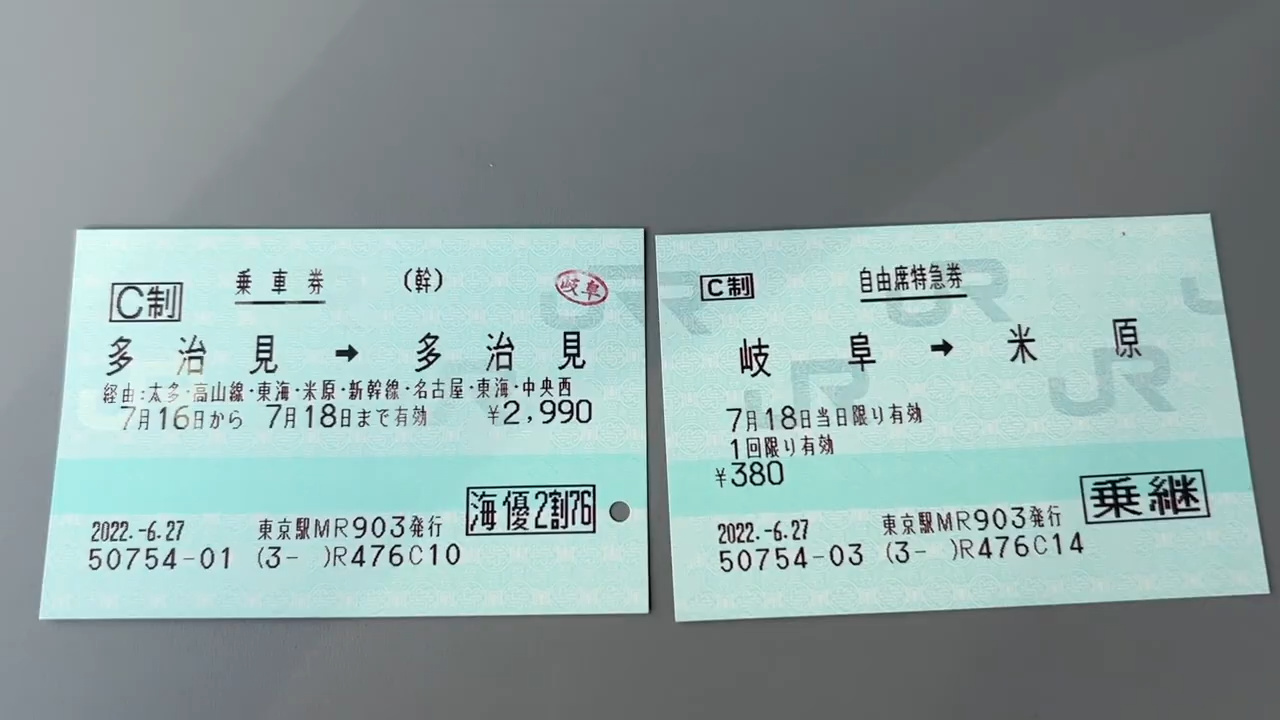 C制 乗車券 (幹) 岐阜
多治見 → 多治見
経由:太多・高山線・東海・米原・新幹線・名古屋・東海・中央西
7月16日から 7月18日まで有効 ¥2,990
海優2割76
2022.-6.27 東京駅MR903発行
50754-01 (3- )R476C10
C制 自由席特急券
岐阜 → 米原
7月18日当日限り有効
1回限り有効
¥380
乗継
2022.-6.27 東京駅MR903発行
50754-03 (3- )R476C14
JR JR JR
JR JR